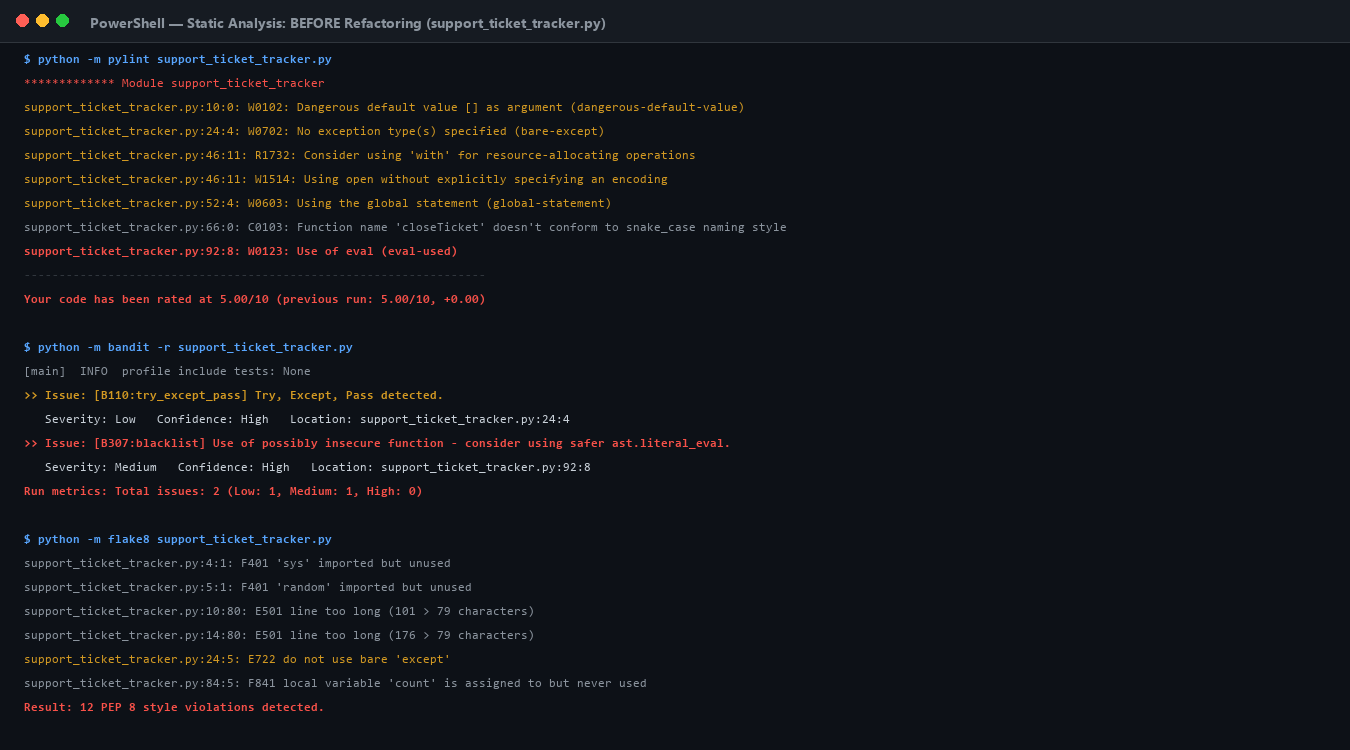 PowerShell — Static Analysis: BEFORE Refactoring (support_ticket_tracker.py)
$ python -m pylint support_ticket_tracker.py
************* Module support_ticket_tracker
support_ticket_tracker.py:10:0: W0102: Dangerous default value [] as argument (dangerous-default-value)
support_ticket_tracker.py:24:4: W0702: No exception type(s) specified (bare-except)
support_ticket_tracker.py:46:11: R1732: Consider using 'with' for resource-allocating operations
support_ticket_tracker.py:46:11: W1514: Using open without explicitly specifying an encoding
support_ticket_tracker.py:52:4: W0603: Using the global statement (global-statement)
support_ticket_tracker.py:66:0: C0103: Function name 'closeTicket' doesn't conform to snake_case naming style
support_ticket_tracker.py:92:8: W0123: Use of eval (eval-used)
------------------------------------------------------------------
Your code has been rated at 5.00/10 (previous run: 5.00/10, +0.00)
$ python -m bandit -r support_ticket_tracker.py
[main]  INFO  profile include tests: None
>> Issue: [B110:try_except_pass] Try, Except, Pass detected.
   Severity: Low   Confidence: High   Location: support_ticket_tracker.py:24:4
>> Issue: [B307:blacklist] Use of possibly insecure function - consider using safer ast.literal_eval.
   Severity: Medium   Confidence: High   Location: support_ticket_tracker.py:92:8
Run metrics: Total issues: 2 (Low: 1, Medium: 1, High: 0)
$ python -m flake8 support_ticket_tracker.py
support_ticket_tracker.py:4:1: F401 'sys' imported but unused
support_ticket_tracker.py:5:1: F401 'random' imported but unused
support_ticket_tracker.py:10:80: E501 line too long (101 > 79 characters)
support_ticket_tracker.py:14:80: E501 line too long (176 > 79 characters)
support_ticket_tracker.py:24:5: E722 do not use bare 'except'
support_ticket_tracker.py:84:5: F841 local variable 'count' is assigned to but never used
Result: 12 PEP 8 style violations detected.